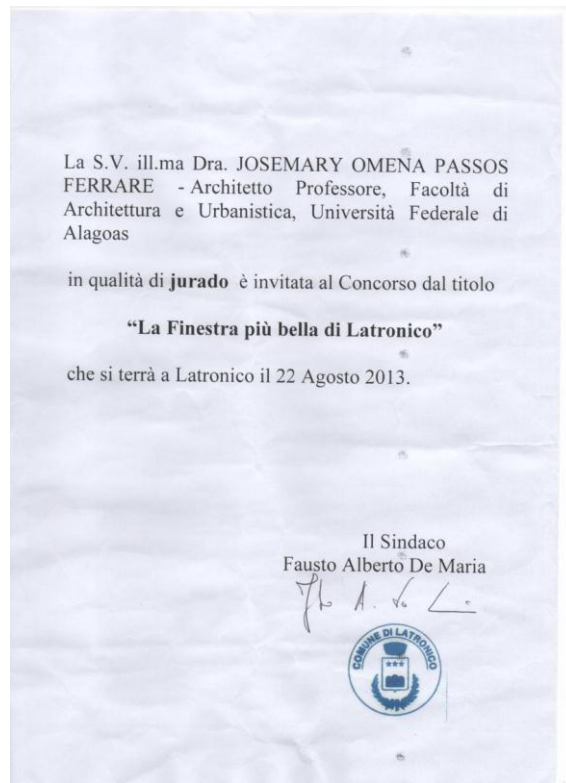 La S.V. ill.ma Dra. JOSEMARY OMENA PASSOS
FERRARE - Architetto Professore, Facoltà di
Architettura e Urbanistica, Università Federale di
Alagoas
in qualità di jurado è invitata al Concorso dal titolo
“La Finestra più bella di Latronico”
che si terrà a Latronico il 22 Agosto 2013.
Il Sindaco
Fausto Alberto De Maria
COMUNE DI LATRONICO